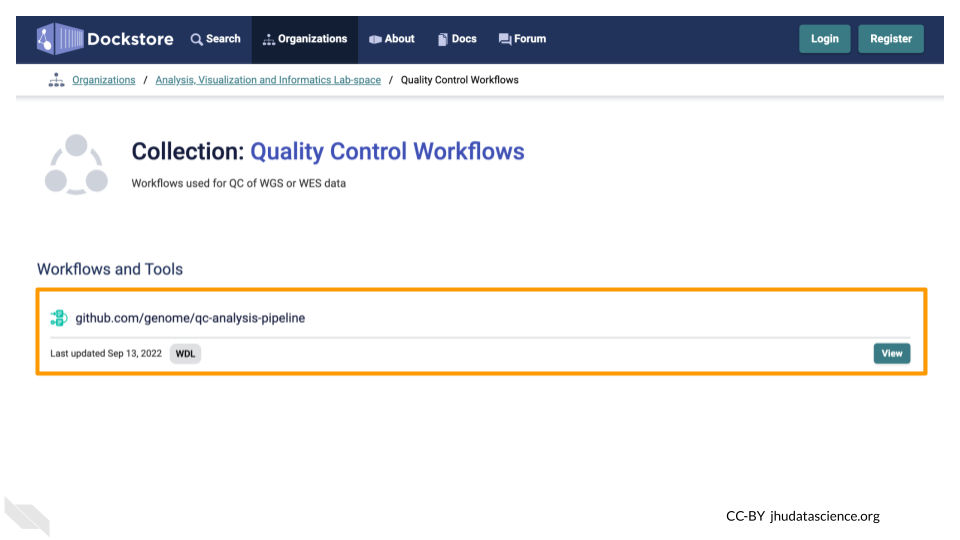 Dockstore Search Organizations About Docs Forum Login Register
Organizations / Analysis, Visualization and Informatics Lab-space / Quality Control Workflows
Collection: Quality Control Workflows
Workflows used for QC of WGS or WES data
Workflows and Tools
github.com/genome/qc-analysis-pipeline
Last updated Sep 13, 2022 WDL View
CC-BY jhudatascience.org